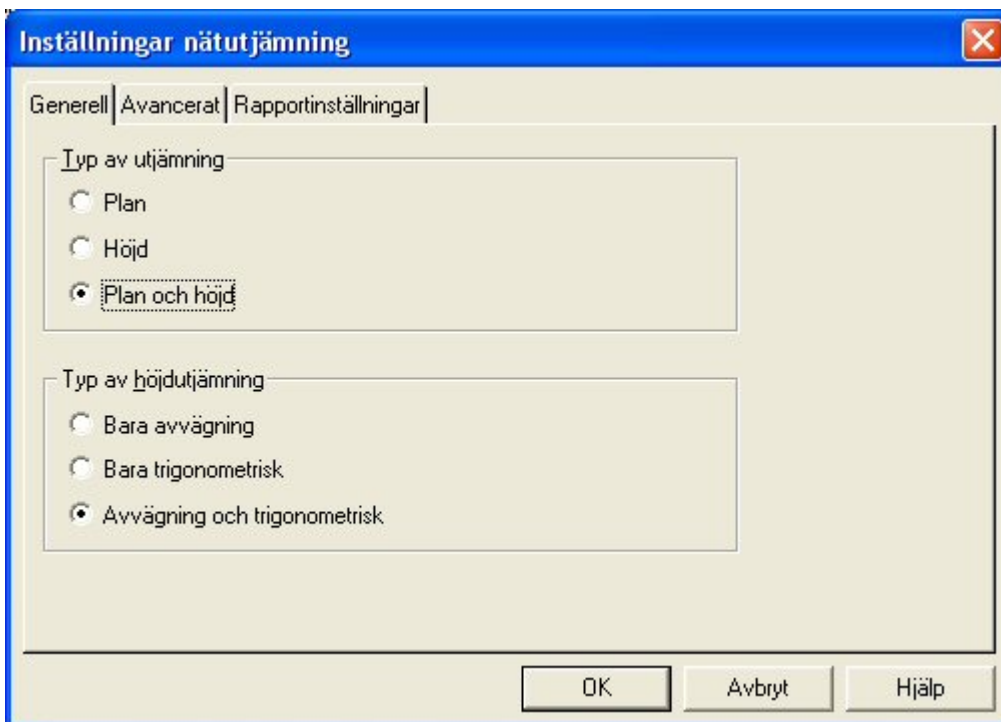 Inställningar nätutjämning
Generell Avancerat Rapportinställningar
Typ av utjämning
Plan
Höjd
Plan och höjd
Typ av höjdutjämning
Bara avvägning
Bara trigonometrisk
Avvägning och trigonometrisk
OK Avbryt Hjälp